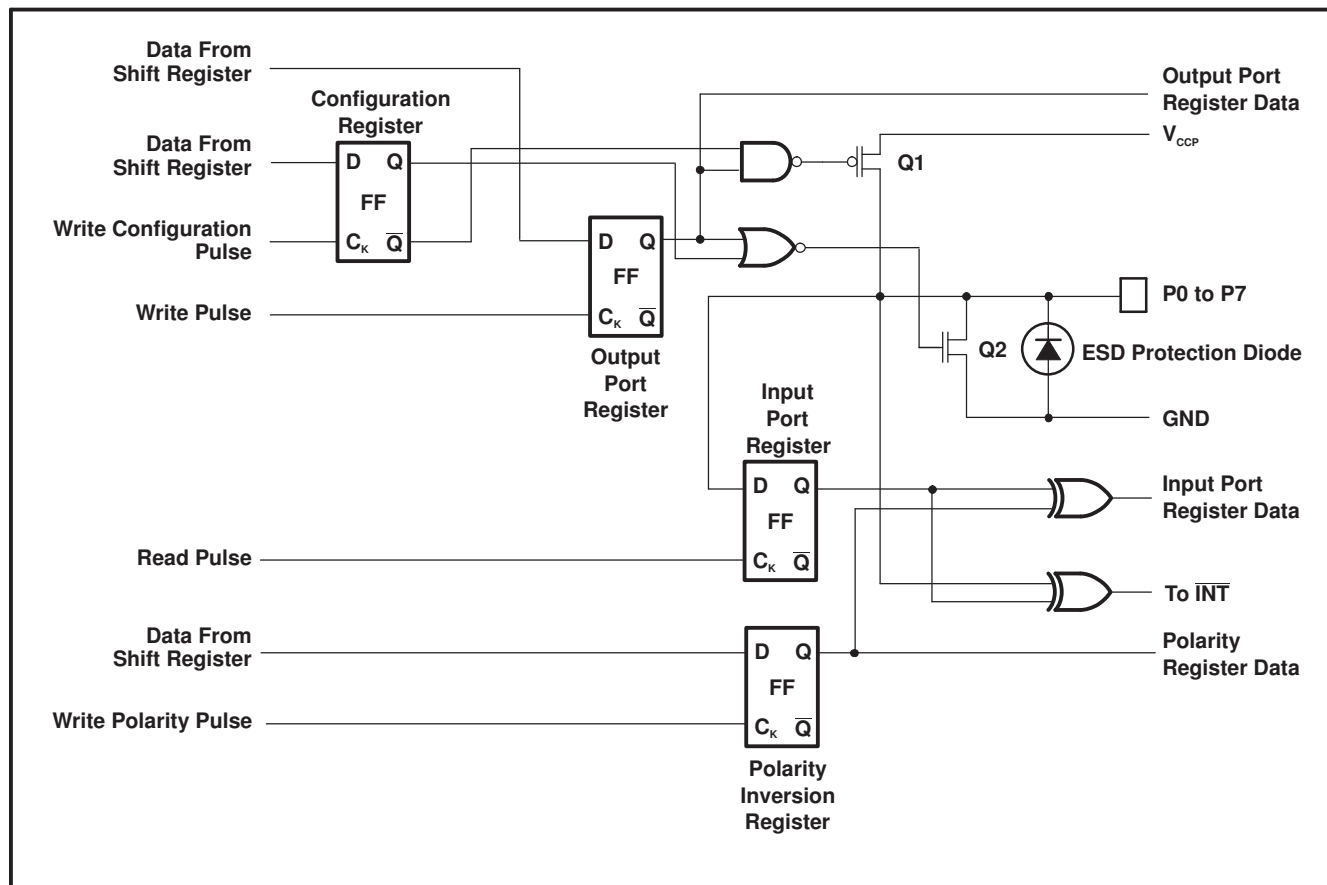 Data From
Shift Register
Configuration
Register
Data From
Shift Register
D Q
FF
Cₖ Q̅
Write Configuration
Pulse
Write Pulse
D Q
FF
Cₖ Q̅
Output
Port
Register
Output Port
Register Data
V_CCP
Q1
P0 to P7
Q2
ESD Protection Diode
GND
Input
Port
Register
D Q
FF
Cₖ Q̅
Read Pulse
Input Port
Register Data
To I̅N̅T̅
Data From
Shift Register
Write Polarity Pulse
D Q
FF
Cₖ Q̅
Polarity
Inversion
Register
Polarity
Register Data